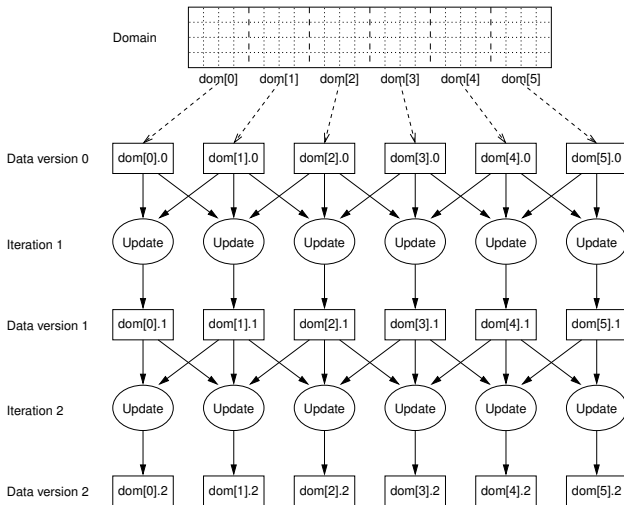 Domain
dom[0] dom[1] dom[2] dom[3] dom[4] dom[5]
Data version 0 dom[0].0 dom[1].0 dom[2].0 dom[3].0 dom[4].0 dom[5].0
Iteration 1 Update Update Update Update Update Update
Data version 1 dom[0].1 dom[1].1 dom[2].1 dom[3].1 dom[4].1 dom[5].1
Iteration 2 Update Update Update Update Update Update
Data version 2 dom[0].2 dom[1].2 dom[2].2 dom[3].2 dom[4].2 dom[5].2